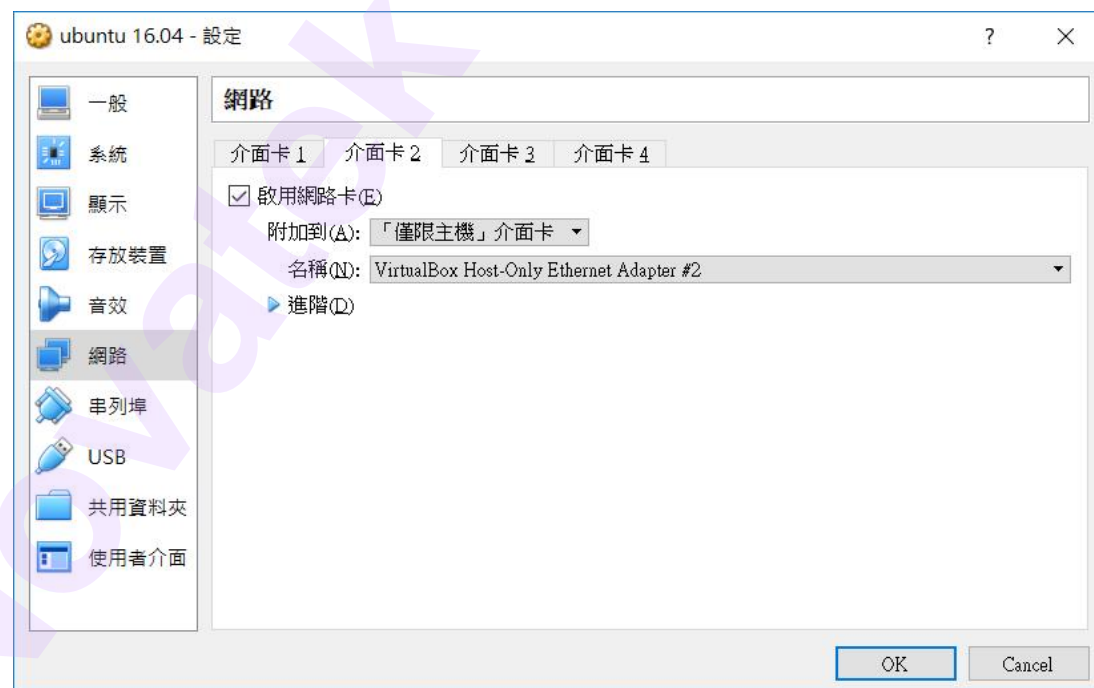 ubuntu 16.04 - 設定
?
一般
系統
顯示
存放裝置
音效
網路
串列埠
USB
共用資料夾
使用者介面
網路
介面卡 1 介面卡 2 介面卡 3 介面卡 4
啟用網路卡(E)
附加到(A): 「僅限主機」介面卡
名稱(N): VirtualBox Host-Only Ethernet Adapter #2
進階(D)
OK Cancel
ovatek